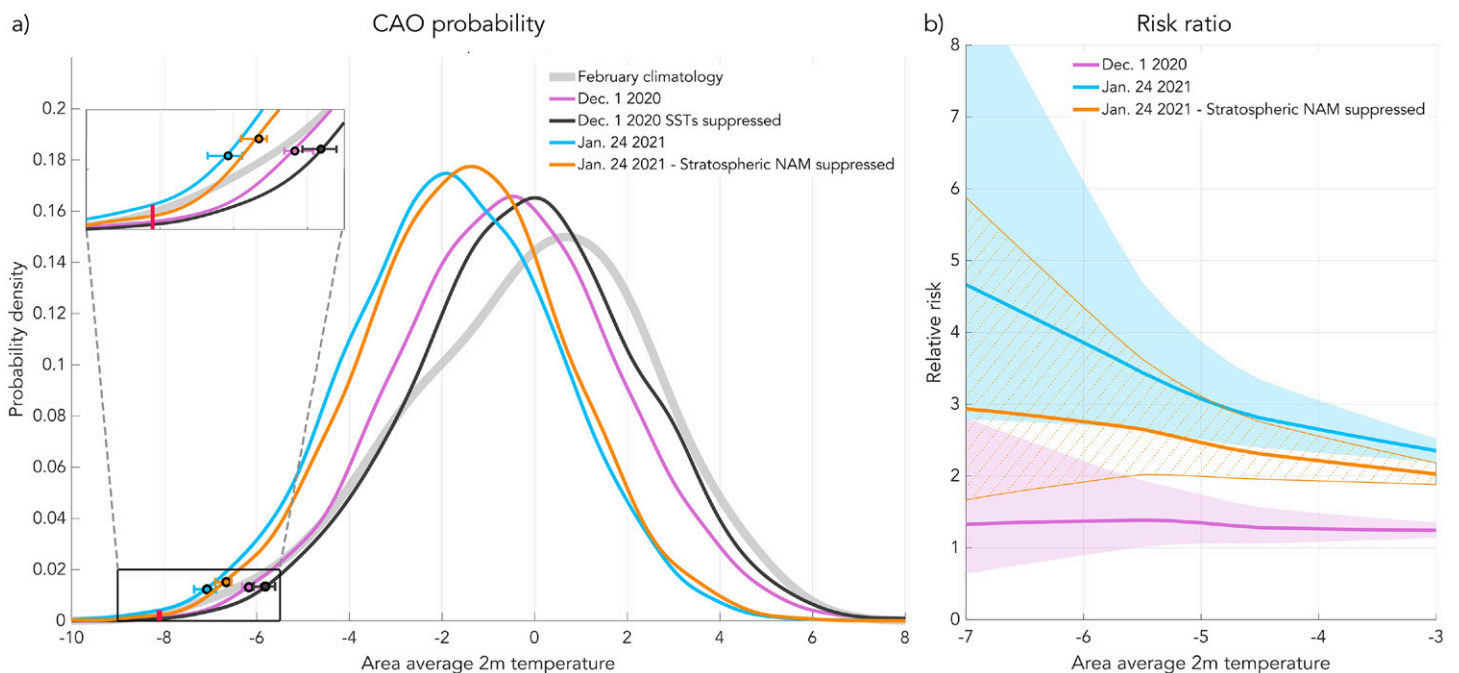 a)
CAO probability
Probability density
0.2
0.18
0.16
0.14
0.12
0.1
0.08
0.06
0.04
0.02
0
February climatology
Dec. 1 2020
Dec. 1 2020 SSTs suppressed
Jan. 24 2021
Jan. 24 2021 - Stratospheric NAM suppressed
-10
-8
-6
-4
-2
0
2
4
6
8
Area average 2m temperature
b)
Risk ratio
Relative risk
8
7
6
5
4
3
2
1
0
Dec. 1 2020
Jan. 24 2021
Jan. 24 2021 - Stratospheric NAM suppressed
-7
-6
-5
-4
-3
Area average 2m temperature